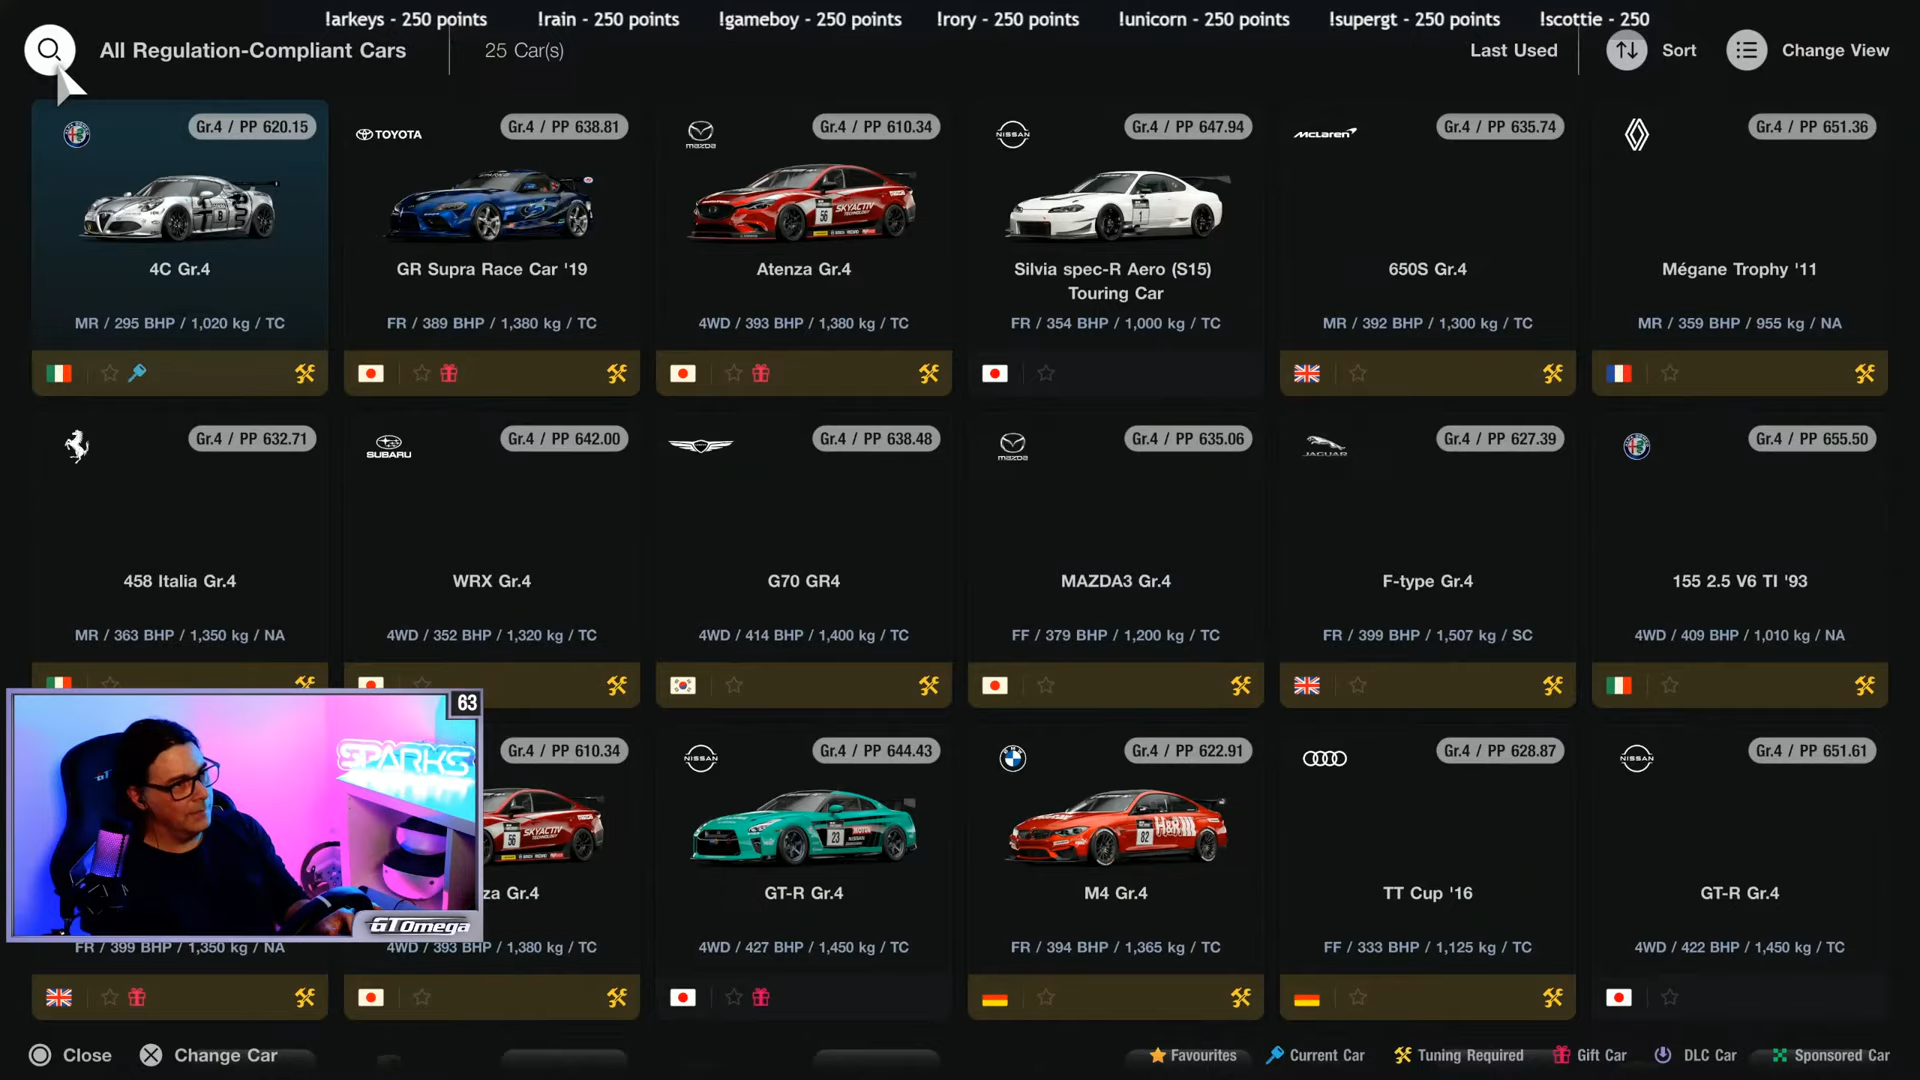 !arkeys - 250 points !rain - 250 points !gameboy - 250 points !rory - 250 points !unicorn - 250 points !supergt - 250 points !scottie - 250
All Regulation-Compliant Cars 25 Car(s) Last Used Sort Change View
Gr.4 / PP 620.15 TOYOTA Gr.4 / PP 638.81 mazda Gr.4 / PP 610.34 NISSAN Gr.4 / PP 647.94 McLaren Gr.4 / PP 635.74 Gr.4 / PP 651.36
4C Gr.4 GR Supra Race Car '19 Atenza Gr.4 Silvia spec-R Aero (S15) 650S Gr.4 Mégane Trophy '11
Touring Car
MR / 295 BHP / 1,020 kg / TC FR / 389 BHP / 1,380 kg / TC 4WD / 393 BHP / 1,380 kg / TC FR / 354 BHP / 1,000 kg / TC MR / 392 BHP / 1,300 kg / TC MR / 359 BHP / 955 kg / NA
Gr.4 / PP 632.71 SUBARU Gr.4 / PP 642.00 Gr.4 / PP 638.48 mazda Gr.4 / PP 635.06 JAGUAR Gr.4 / PP 627.39 Gr.4 / PP 655.50
458 Italia Gr.4 WRX Gr.4 G70 GR4 MAZDA3 Gr.4 F-type Gr.4 155 2.5 V6 TI '93
MR / 363 BHP / 1,350 kg / NA 4WD / 352 BHP / 1,320 kg / TC 4WD / 414 BHP / 1,400 kg / TC FF / 379 BHP / 1,200 kg / TC FR / 399 BHP / 1,507 kg / SC 4WD / 409 BHP / 1,010 kg / NA
63
SPARKS
GTOmega
Gr.4 / PP 610.34 NISSAN Gr.4 / PP 644.43 Gr.4 / PP 622.91 Gr.4 / PP 628.87 NISSAN Gr.4 / PP 651.61
za Gr.4 GT-R Gr.4 M4 Gr.4 TT Cup '16 GT-R Gr.4
FR / 399 BHP / 1,350 kg / NA 4WD / 393 BHP / 1,380 kg / TC 4WD / 427 BHP / 1,450 kg / TC FR / 394 BHP / 1,365 kg / TC FF / 333 BHP / 1,125 kg / TC 4WD / 422 BHP / 1,450 kg / TC
Close Change Car Favourites Current Car Tuning Required Gift Car DLC Car Sponsored Car